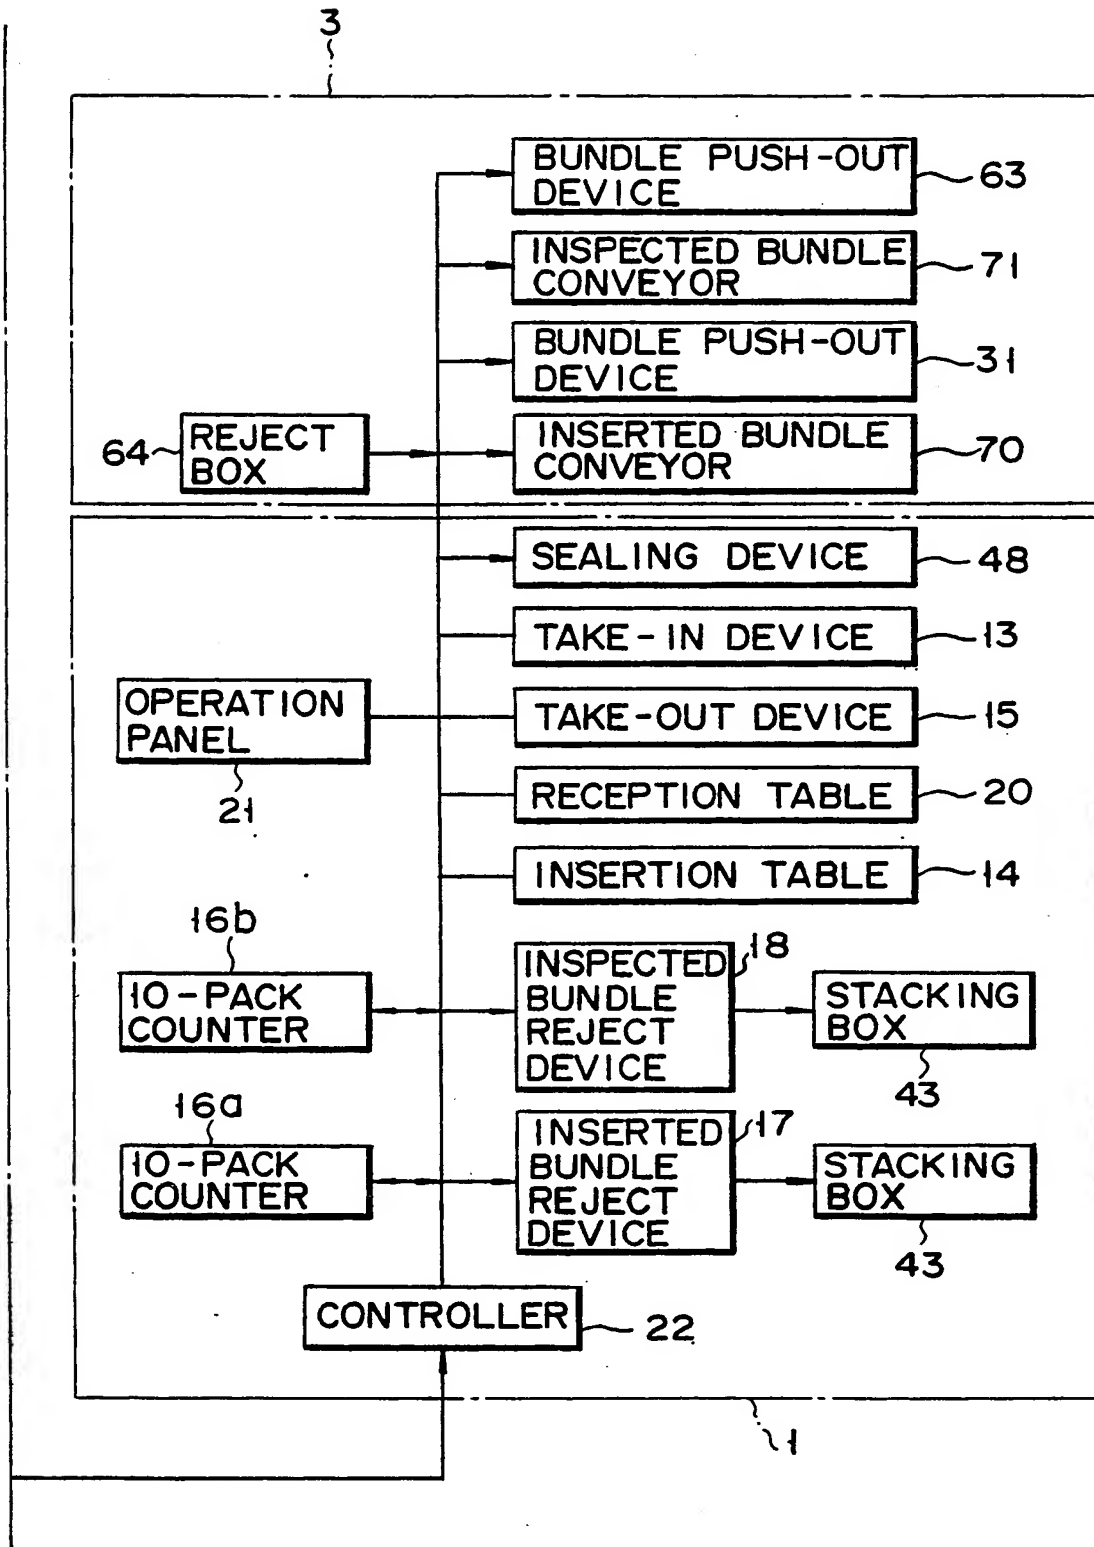 3
BUNDLE PUSH-OUT
DEVICE
63
INSPECTED BUNDLE
CONVEYOR
71
BUNDLE PUSH-OUT
DEVICE
31
64
REJECT
BOX
INSERTED BUNDLE
CONVEYOR
70
SEALING DEVICE
48
TAKE-IN DEVICE
13
OPERATION
PANEL
21
TAKE-OUT DEVICE
15
RECEPTION TABLE
20
INSERTION TABLE
14
16b
10-PACK
COUNTER
INSPECTED
BUNDLE
REJECT
DEVICE
18
STACKING
BOX
43
16a
10-PACK
COUNTER
INSERTED
BUNDLE
REJECT
DEVICE
17
STACKING
BOX
43
CONTROLLER
22
1